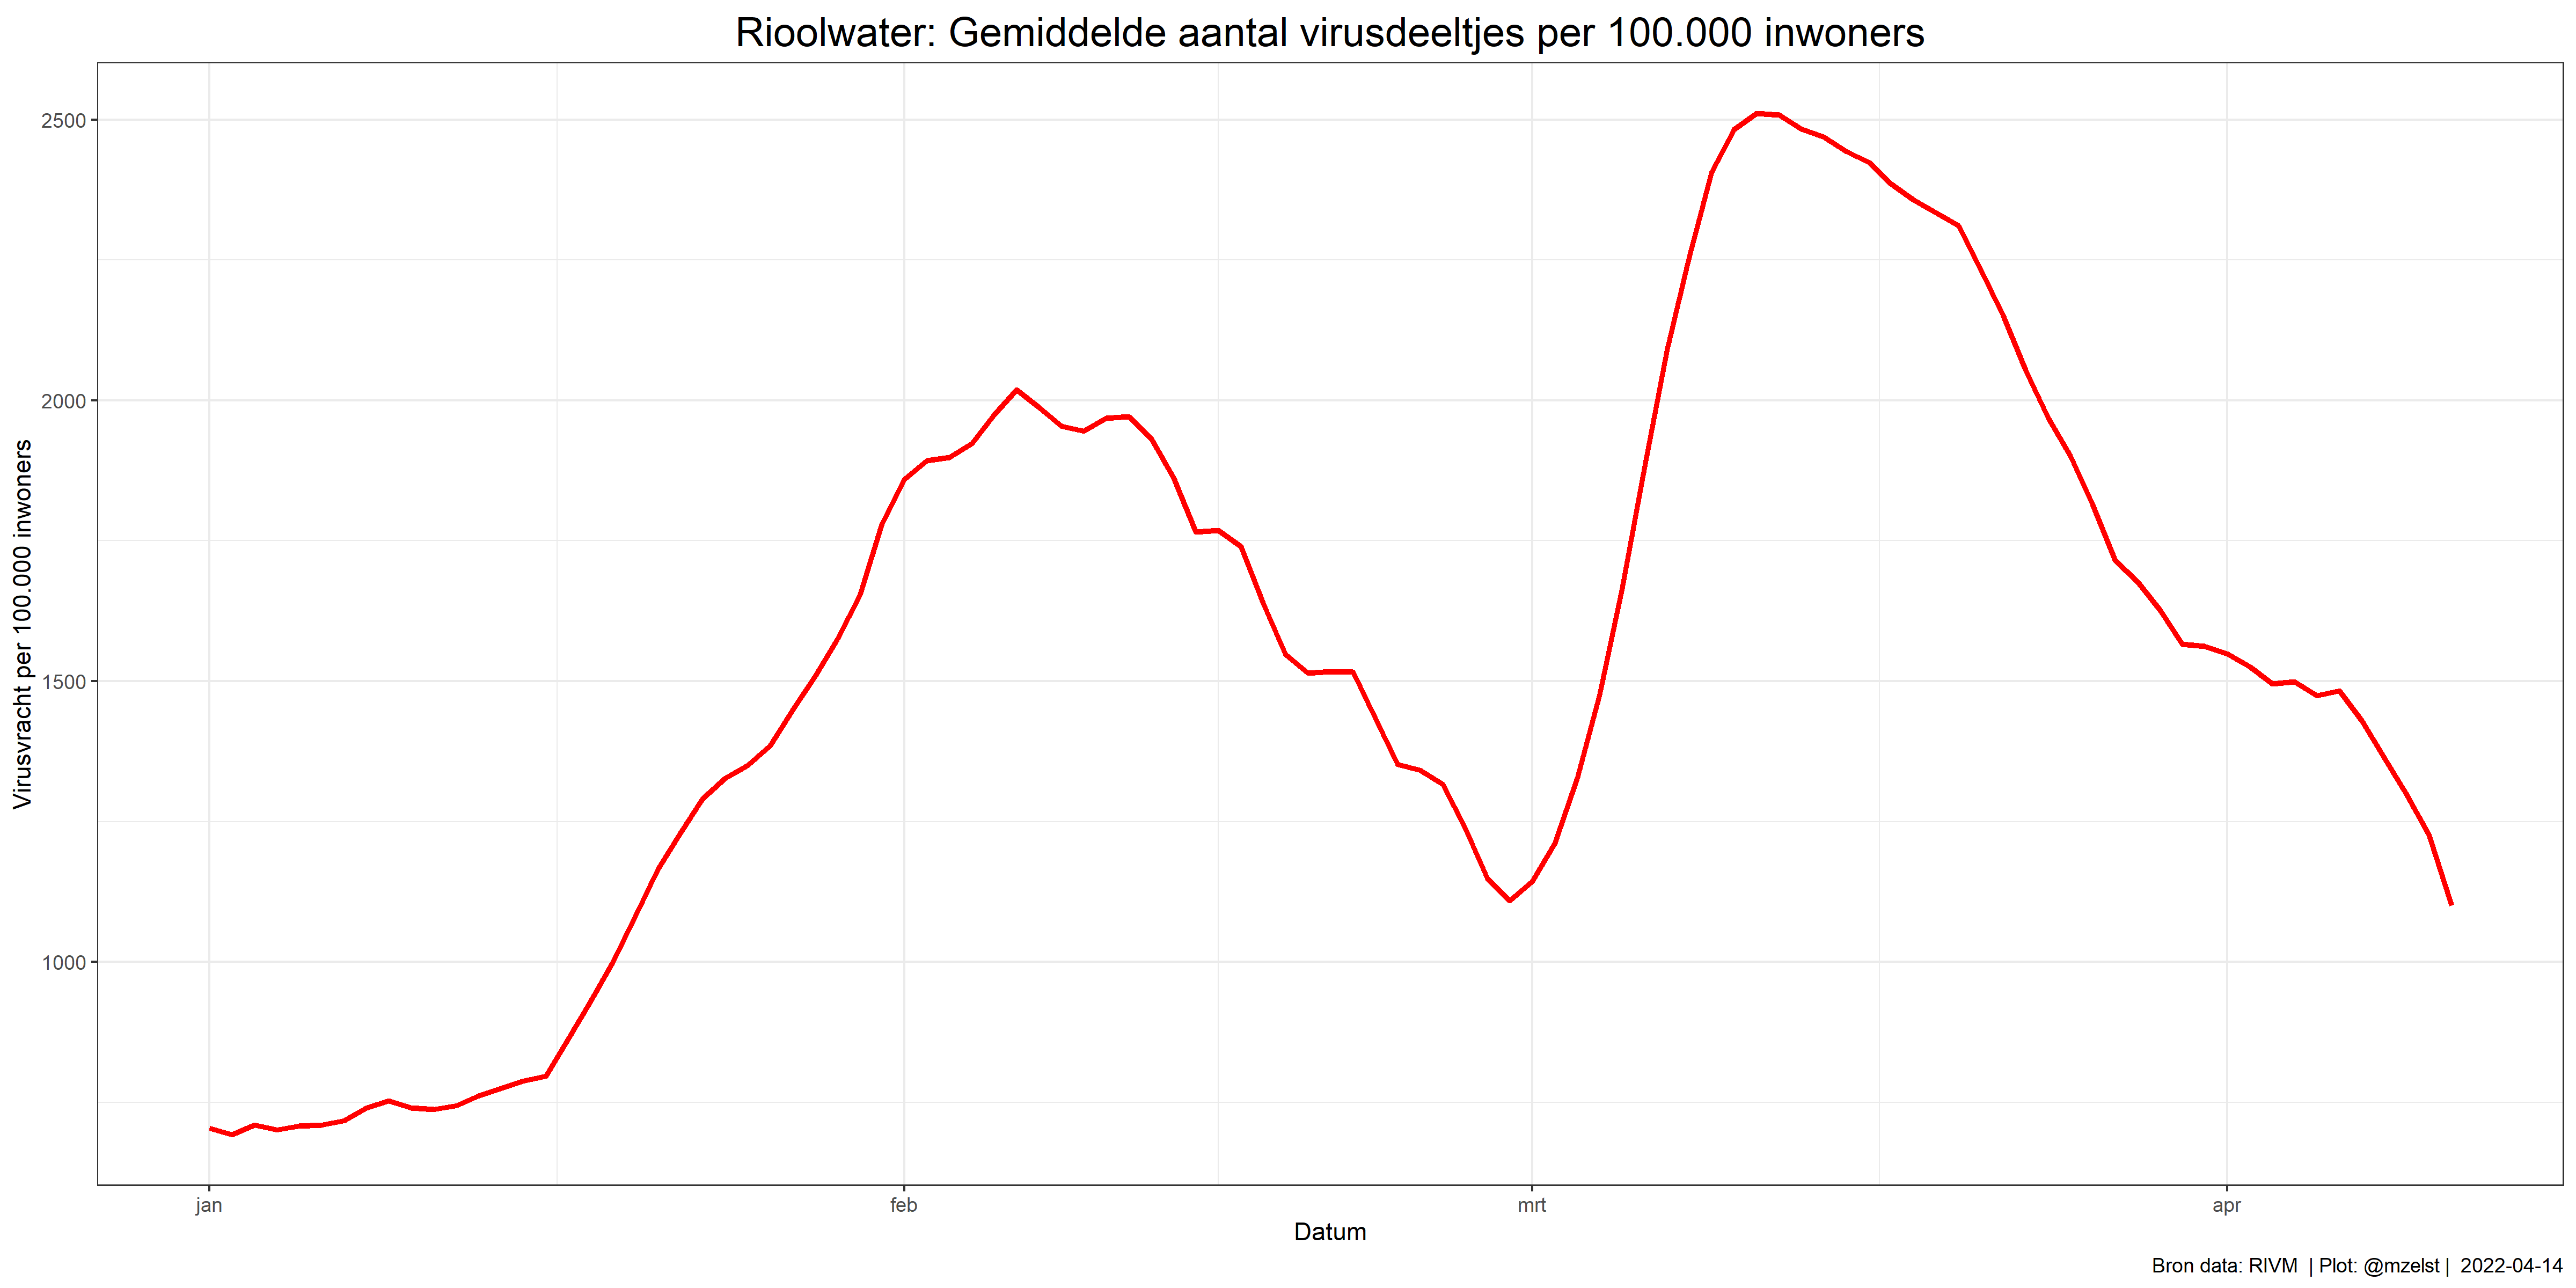 Rioolwater: Gemiddelde aantal virusdeeltjes per 100.000 inwoners
Virusvracht per 100.000 inwoners
2500
2000
1500
1000
jan feb mrt apr
Datum
Bron data: RIVM | Plot: @mzelst | 2022-04-14